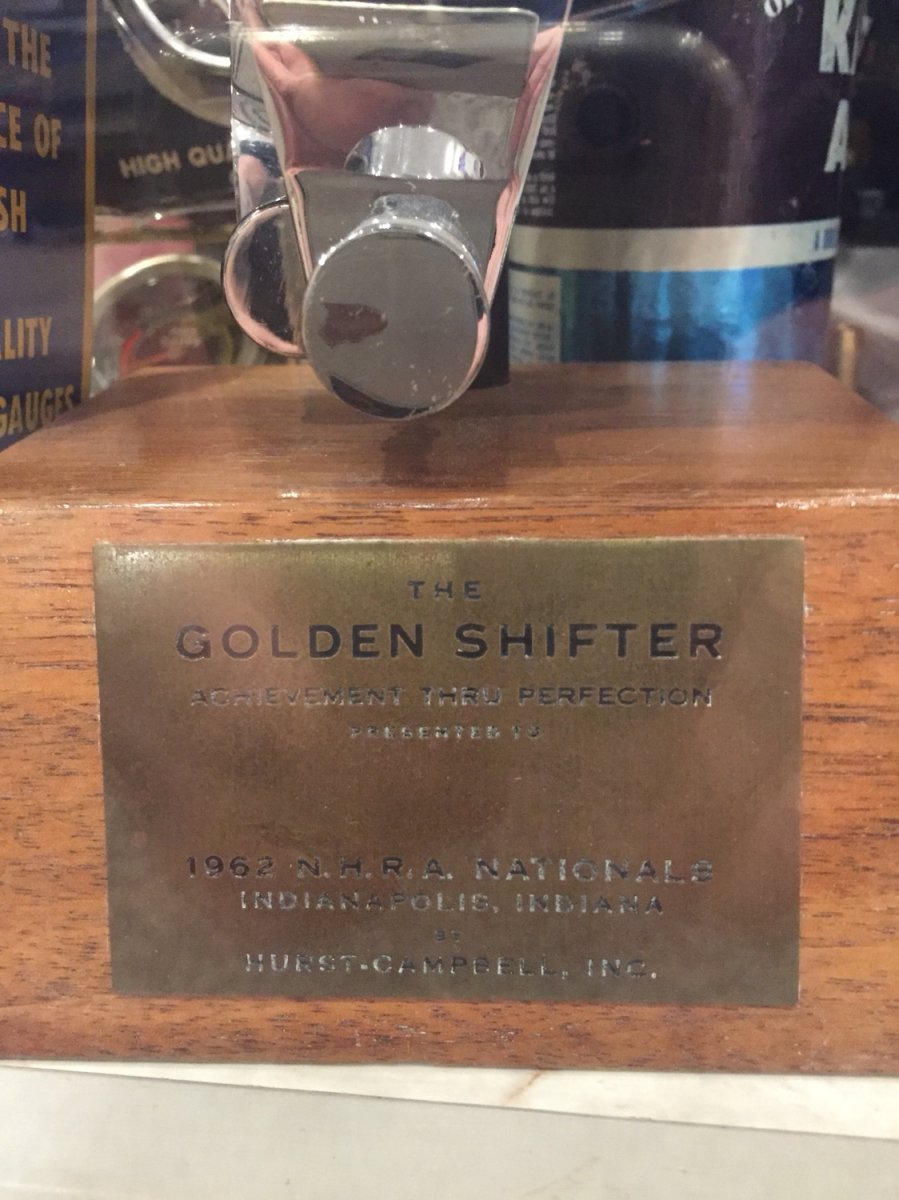 THE
CE OF
SH
LITY
GAUGES
HIGH QUA
K
A
THE
GOLDEN SHIFTER
ACHIEVEMENT THRU PERFECTION
PRESENTED TO
1962 N.H.R.A. NATIONALS
INDIANAPOLIS, INDIANA
BY
HURST-CAMPBELL, INC.